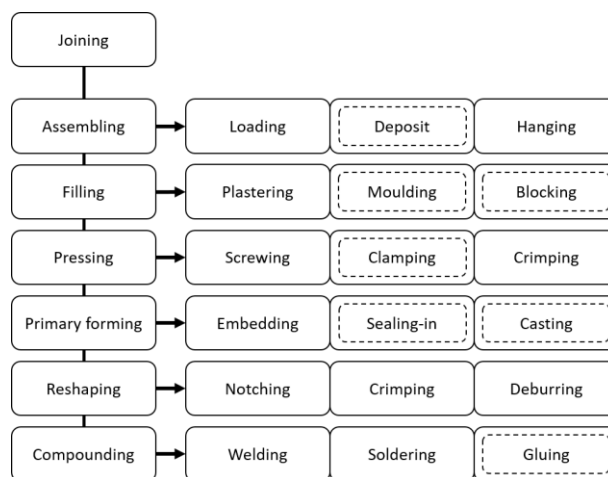 Joining
Assembling Loading Deposit Hanging
Filling Plastering Moulding Blocking
Pressing Screwing Clamping Crimping
Primary forming Embedding Sealing-in Casting
Reshaping Notching Crimping Deburring
Compounding Welding Soldering Gluing